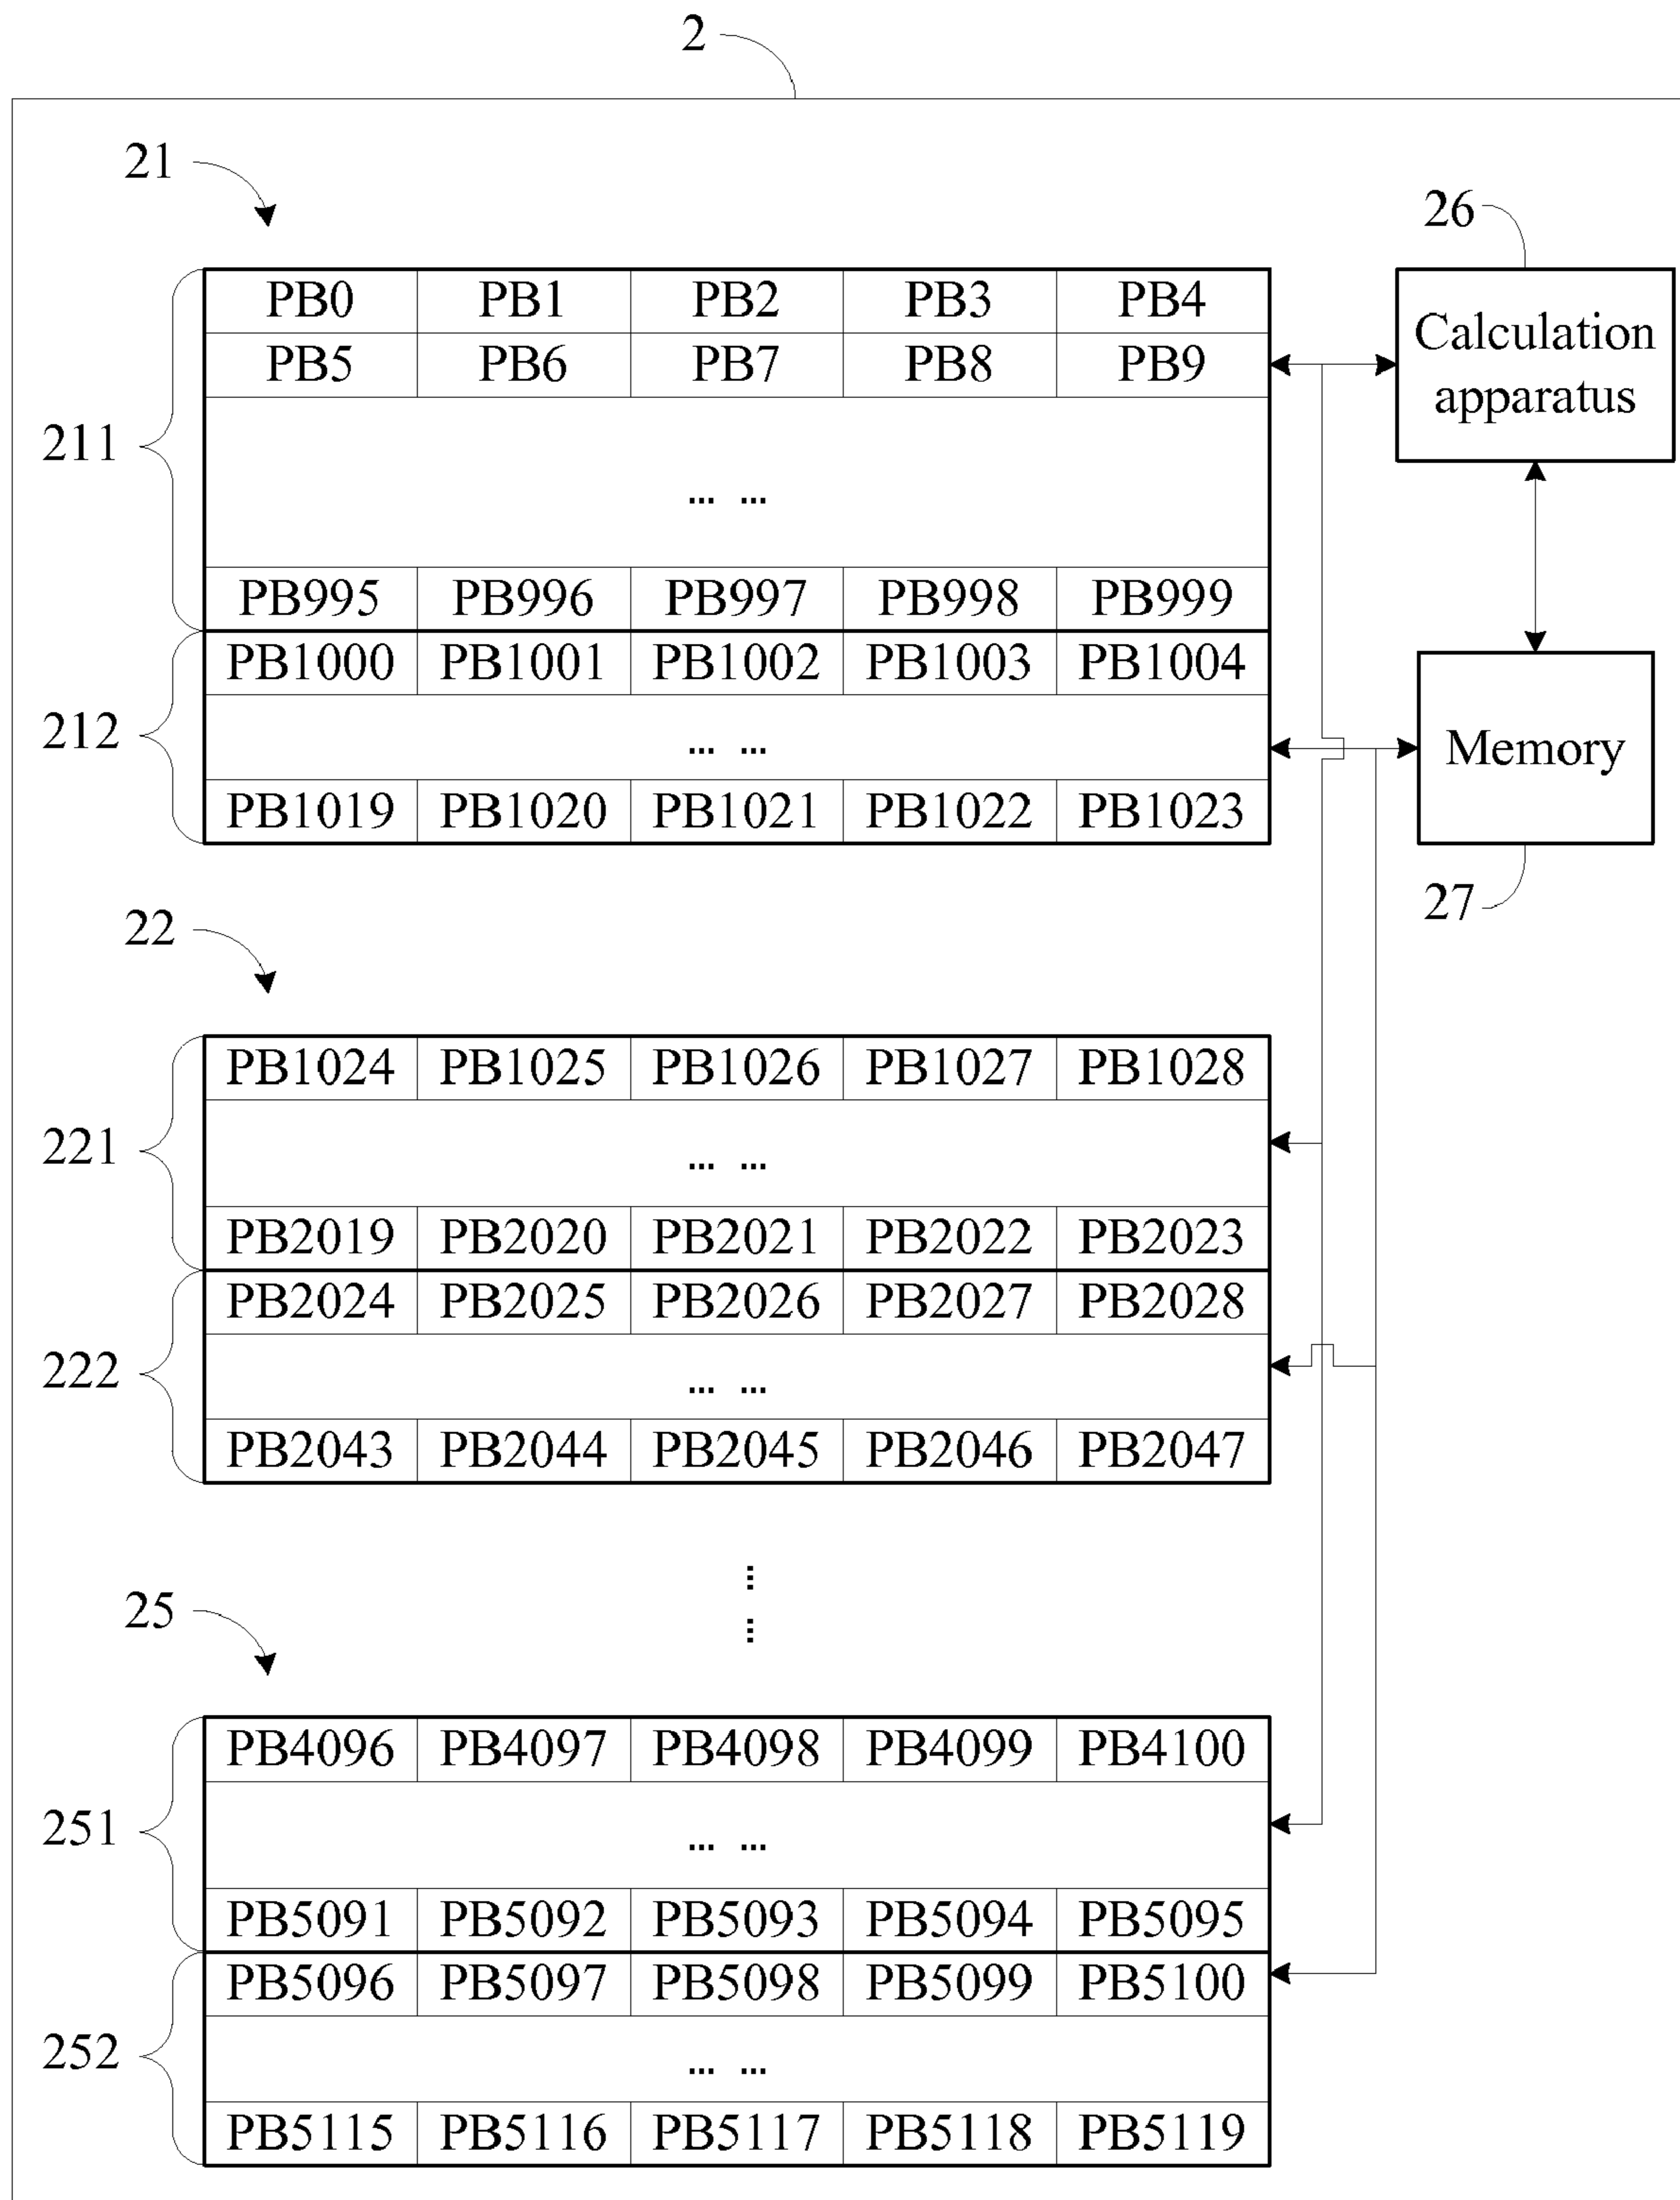 2
21
26
PB0 PB1 PB2 PB3 PB4
Calculation
apparatus
PB5 PB6 PB7 PB8 PB9
211
... ...
PB995 PB996 PB997 PB998 PB999
PB1000 PB1001 PB1002 PB1003 PB1004
212
... ...
Memory
PB1019 PB1020 PB1021 PB1022 PB1023
27
22
PB1024 PB1025 PB1026 PB1027 PB1028
221
... ...
PB2019 PB2020 PB2021 PB2022 PB2023
PB2024 PB2025 PB2026 PB2027 PB2028
222
... ...
PB2043 PB2044 PB2045 PB2046 PB2047
... ...
25
PB4096 PB4097 PB4098 PB4099 PB4100
251
... ...
PB5091 PB5092 PB5093 PB5094 PB5095
PB5096 PB5097 PB5098 PB5099 PB5100
252
... ...
PB5115 PB5116 PB5117 PB5118 PB5119